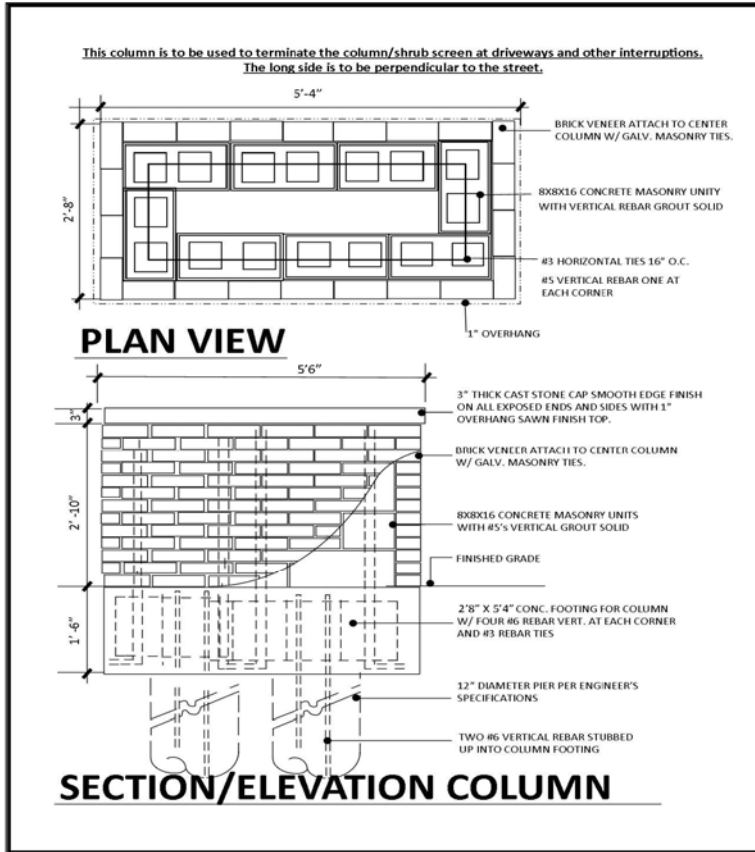 This column is to be used to terminate the column/shrub screen at driveways and other interruptions.
The long side is to be perpendicular to the street.
5'-4"
2'-8"
BRICK VENEER ATTACH TO CENTER
COLUMN W/ GALV. MASONRY TIES.
8X8X16 CONCRETE MASONRY UNITY
WITH VERTICAL REBAR GROUT SOLID
#3 HORIZONTAL TIES 16" O.C.
#5 VERTICAL REBAR ONE AT
EACH CORNER
1" OVERHANG
PLAN VIEW
5'6"
3"
3" THICK CAST STONE CAP SMOOTH EDGE FINISH
ON ALL EXPOSED ENDS AND SIDES WITH 1"
OVERHANG SAWN FINISH TOP.
BRICK VENEER ATTACH TO CENTER COLUMN
W/ GALV. MASONRY TIES.
2'-10"
8X8X16 CONCRETE MASONRY UNITS
WITH #5's VERTICAL GROUT SOLID
FINISHED GRADE
1'-6"
2'8" X 5'4" CONC. FOOTING FOR COLUMN
W/ FOUR #6 REBAR VERT. AT EACH CORNER
AND #3 REBAR TIES
12" DIAMETER PIER PER ENGINEER'S
SPECIFICATIONS
TWO #6 VERTICAL REBAR STUBBED
UP INTO COLUMN FOOTING
SECTION/ELEVATION COLUMN